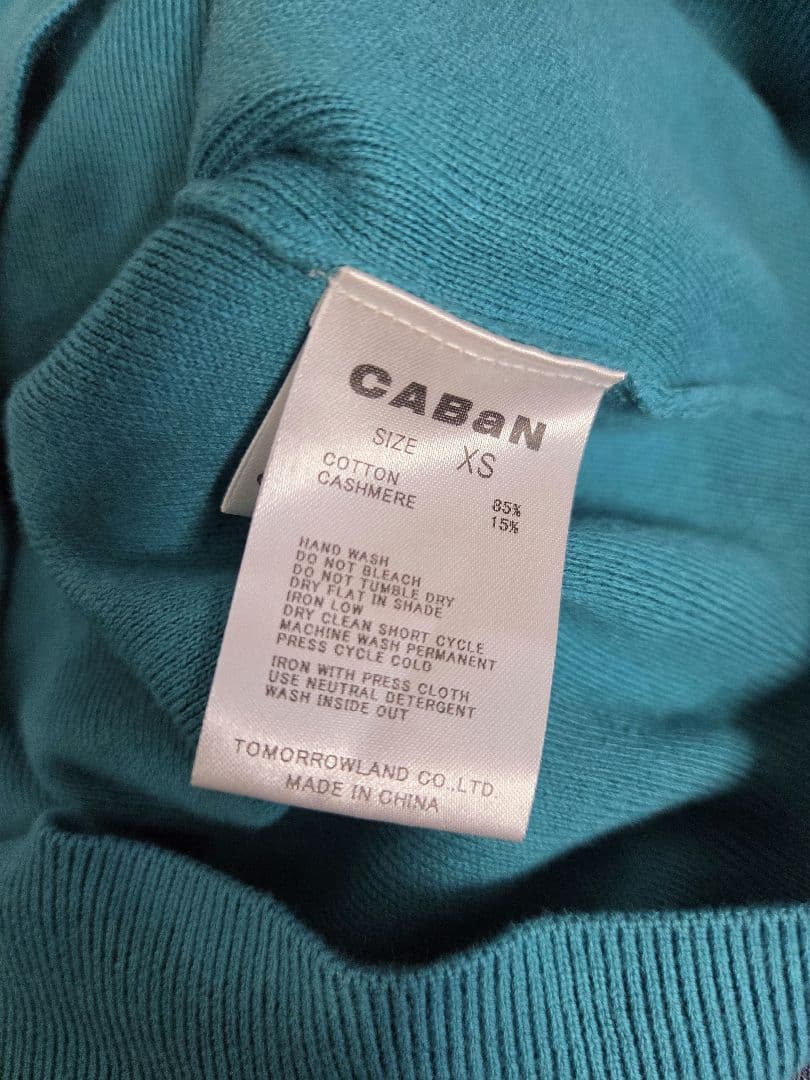 CABaN
SIZE XS
COTTON 85%
CASHMERE 15%
HAND WASH
DO NOT BLEACH
DO NOT TUMBLE DRY
DRY FLAT IN SHADE
IRON LOW
DRY CLEAN SHORT CYCLE
MACHINE WASH PERMANENT
PRESS CYCLE COLD
IRON WITH PRESS CLOTH
USE NEUTRAL DETERGENT
WASH INSIDE OUT
TOMORROWLAND CO.,LTD.
MADE IN CHINA